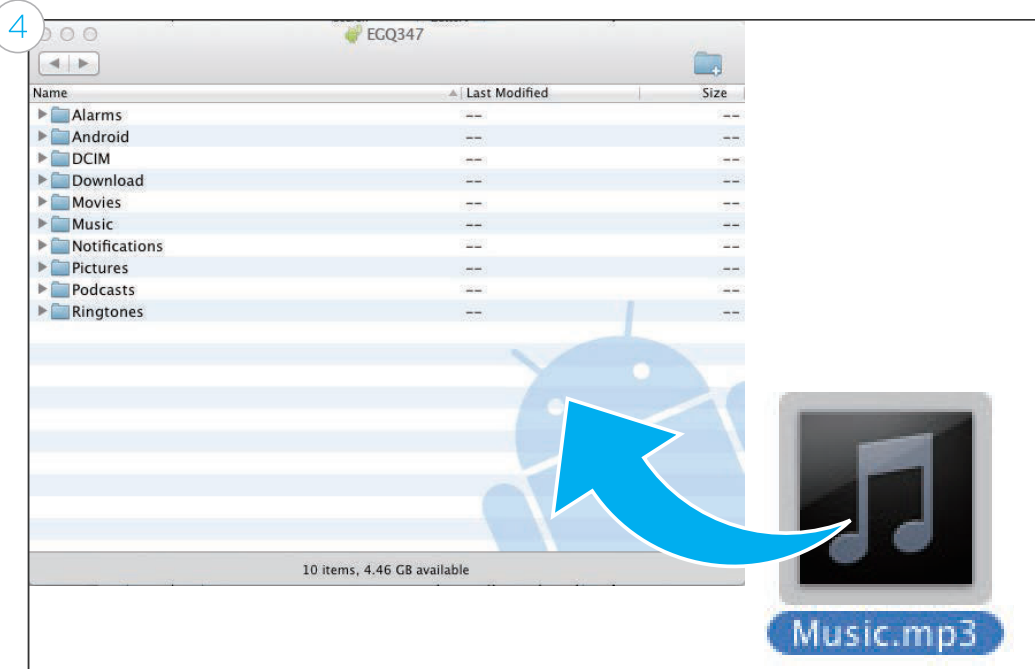 4
EGQ347
Name Last Modified Size
Alarms -- --
Android -- --
DCIM -- --
Download -- --
Movies -- --
Music -- --
Notifications -- --
Pictures -- --
Podcasts -- --
Ringtones -- --
10 items, 4.46 GB available
Music.mp3